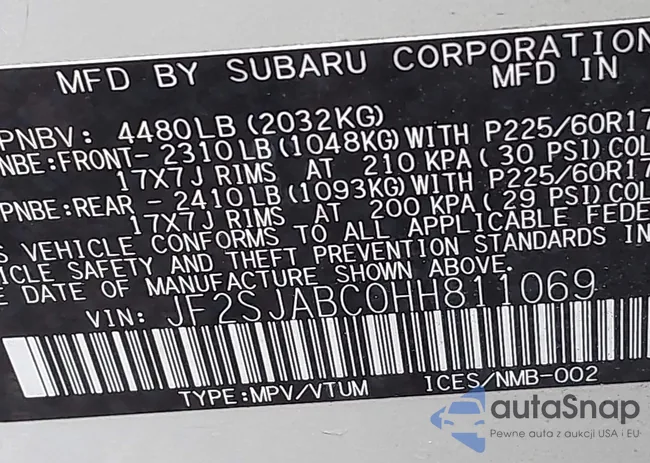 MFD BY SUBARU CORPORATION
MFD IN
PNBV: 4480LB (2032KG)
NBE:FRONT- 2310LB (1048KG) WITH P225/60R17
17X7J RIMS AT 210 KPA (30 PSI) COL
PNBE:REAR - 2410LB (1093KG) WITH P225/60R17
17X7J RIMS AT 200 KPA (29 PSI) COL
S VEHICLE CONFORMS TO ALL APPLICABLE FEDE
ICLE SAFETY AND THEFT PREVENTION STANDARDS IN
DATE OF MANUFACTURE SHOWN ABOVE.
VIN: JF2SJABC0HH811069
TYPE:MPV/VTUM ICES/NMB-002
autaSnap
Pewne auta z aukcji USA i EU